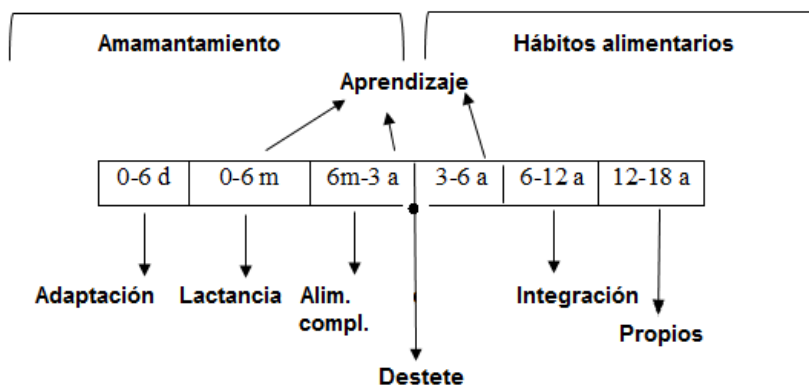 Amamantamiento
Hábitos alimentarios
Aprendizaje
0-6 d
0-6 m
6m-3 a
3-6 a
6-12 a
12-18 a
Adaptación
Lactancia
Alim.
compl.
Integración
Propios
Destete